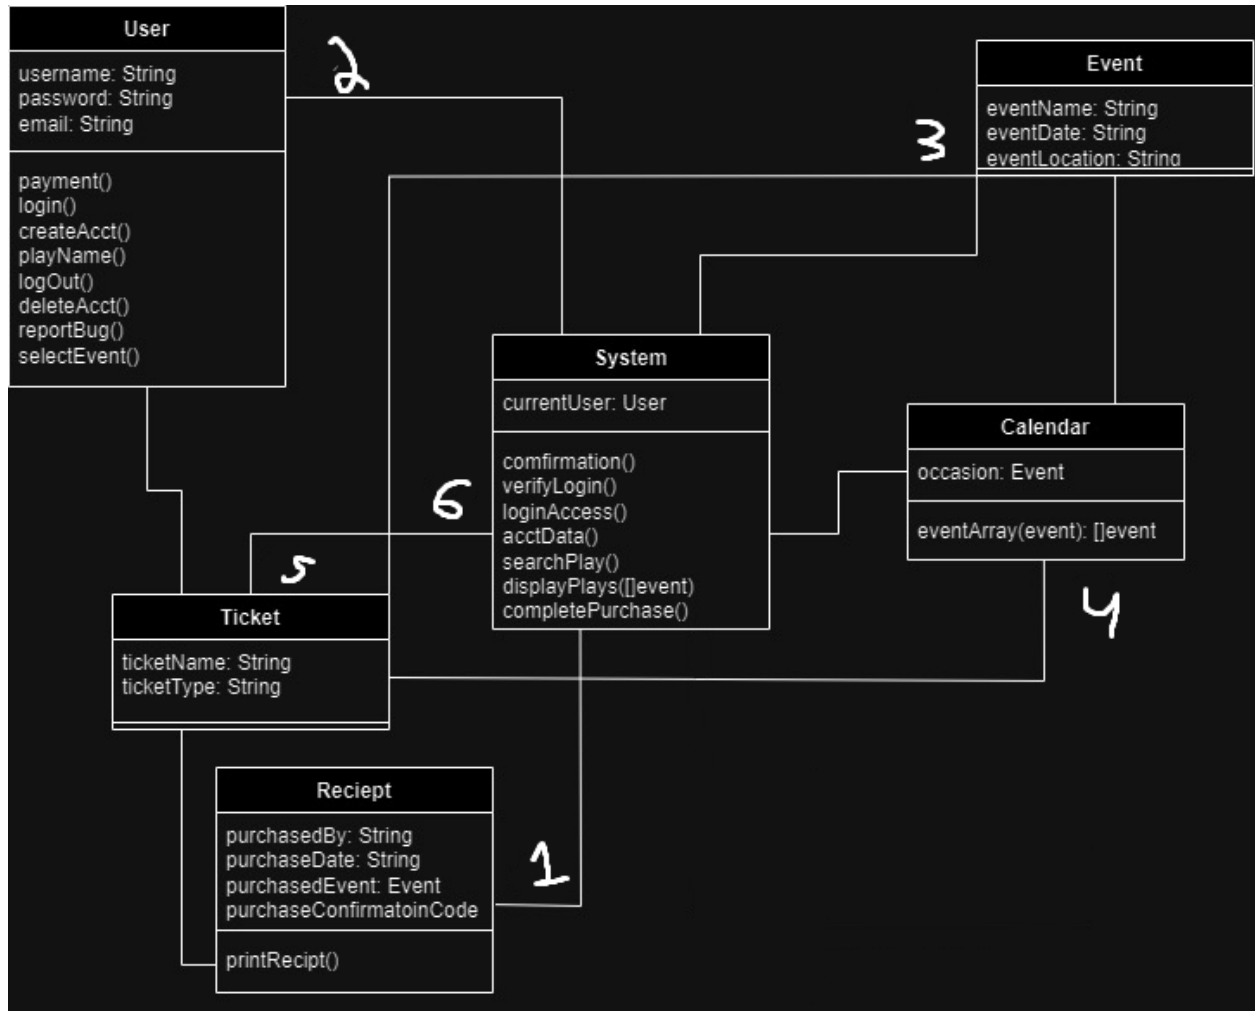 User
username: String
password: String
email: String
payment()
login()
createAcct()
playName()
logOut()
deleteAcct()
reportBug()
selectEvent()
2
3
Event
eventName: String
eventDate: String
eventLocation: String
System
currentUser: User
comfirmation()
verifyLogin()
loginAccess()
acctData()
searchPlay()
displayPlays([]event)
completePurchase()
Calendar
occasion: Event
eventArray(event): []event
6
5
4
Ticket
ticketName: String
ticketType: String
Reciept
purchasedBy: String
purchaseDate: String
purchasedEvent: Event
purchaseConfirmatoinCode
printRecipt()
1